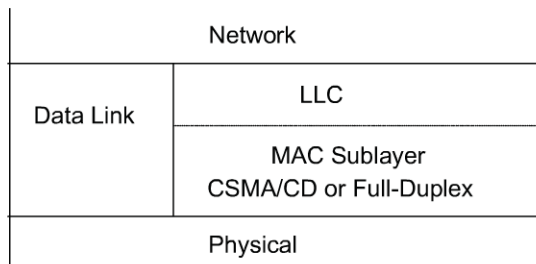 Network
Data Link
LLC
MAC Sublayer
CSMA/CD or Full-Duplex
Physical